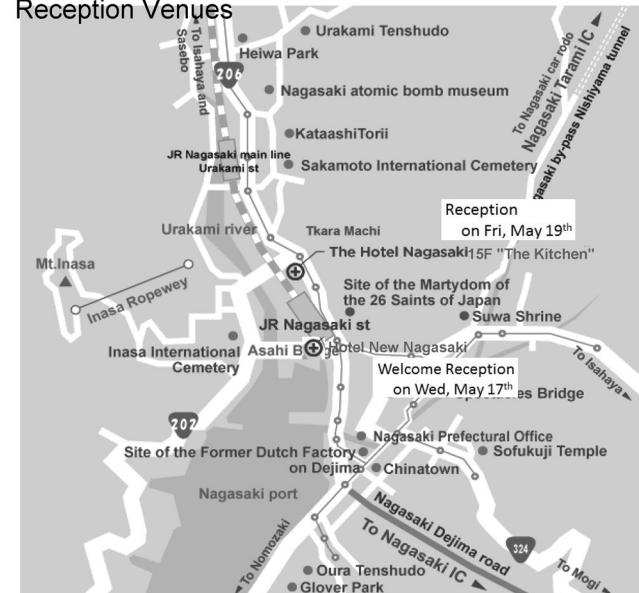 Reception Venues
To Isahaya and
Sasebo
Urakami Tenshudo
Heiwa Park
206
Nagasaki atomic bomb museum
To Nagasaki car rodo
Nagasaki Tarami IC
gasaki by-pass Nishiyama tunnel
KataashiTorii
JR Nagasaki main line
Urakami st
Sakamoto International Cemetery
Reception
on Fri, May 19th
Urakami river
Tkara Machi
The Hotel Nagasaki 15F "The Kitchen"
Mt.Inasa
Inasa Ropewey
Site of the Martydom of
the 26 Saints of Japan
Suwa Shrine
JR Nagasaki st
Inasa International
Cemetery
Asahi B ge
Hotel New Nagasaki
To Isahaya
Welcome Reception
on Wed, May 17th
Bridge
202
Nagasaki Prefectural Office
Site of the Former Dutch Factory
on Dejima
Sofukuji Temple
Chinatown
Nagasaki port
Nagasaki Dejima road
To Nagasaki IC
324
To Nomozaki
To Mogi
Oura Tenshudo
Glover Park